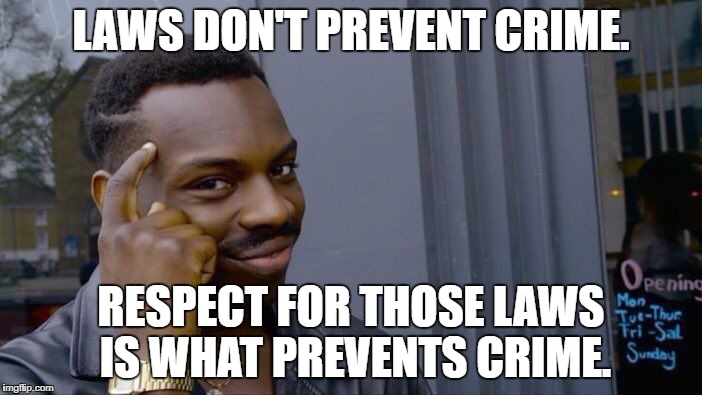 LAWS DON'T PREVENT CRIME.
RESPECT FOR THOSE LAWS
IS WHAT PREVENTS CRIME.
Opening
Mon
Tue-Thur
Fri-Sat
Sunday
imgflip.com